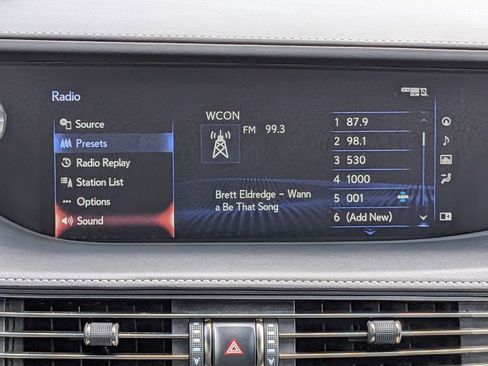 Radio
Source
Presets
Radio Replay
Station List
Options
Sound
WCON
FM 99.3
Brett Eldredge – Wann
a Be That Song
1 87.9
2 98.1
3 530
4 1000
5 001
6 (Add New)